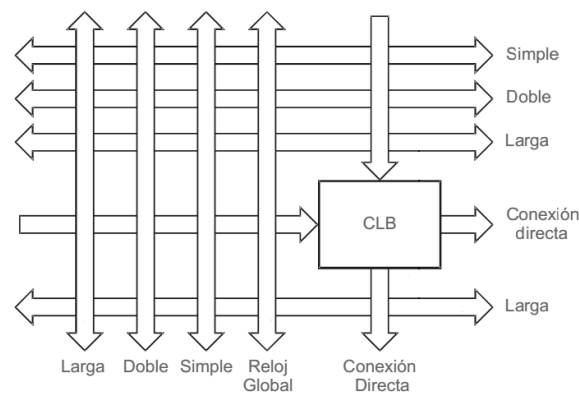 Simple
Doble
Larga
CLB
Conexión
directa
Larga
Larga Doble Simple Reloj Global Conexión Directa